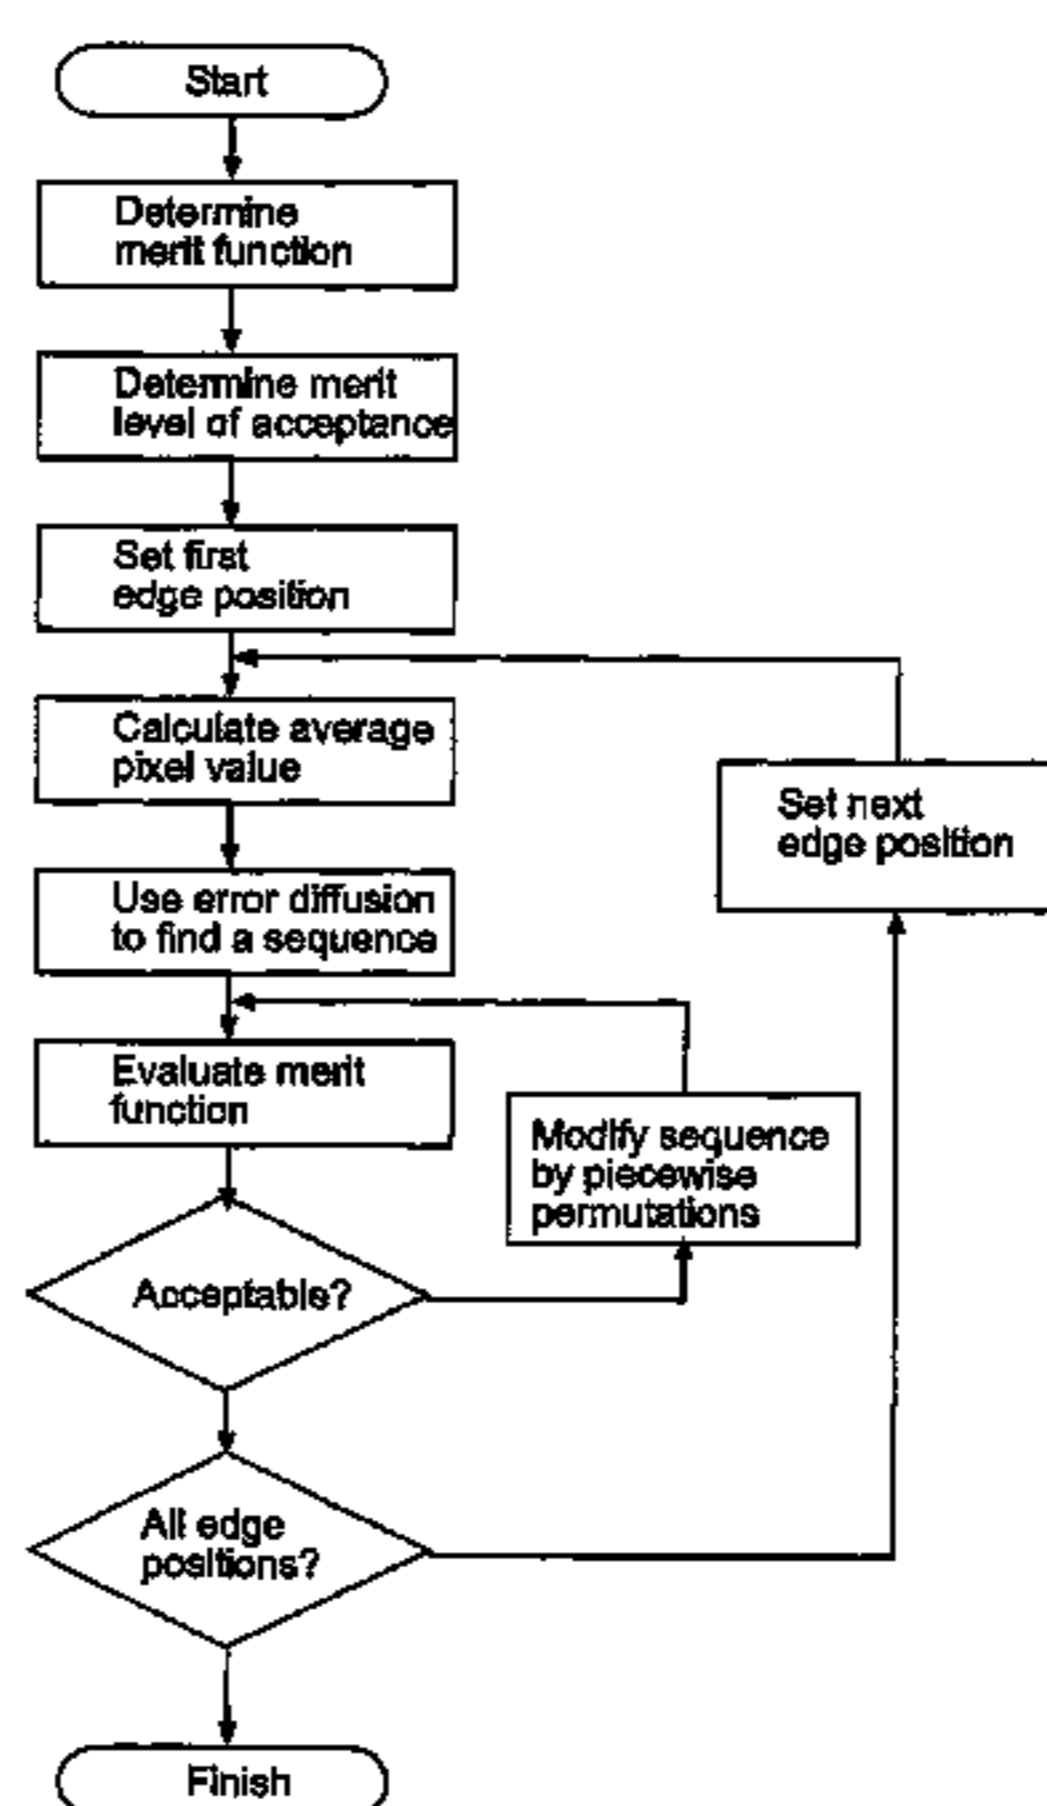 Start
Determine
merit function
Determine merit
level of acceptance
Set first
edge position
Calculate average
pixel value
Set next
edge position
Use error diffusion
to find a sequence
Evaluate merit
function
Modify sequence
by piecewise
permutations
Acceptable?
All edge
positions?
Finish